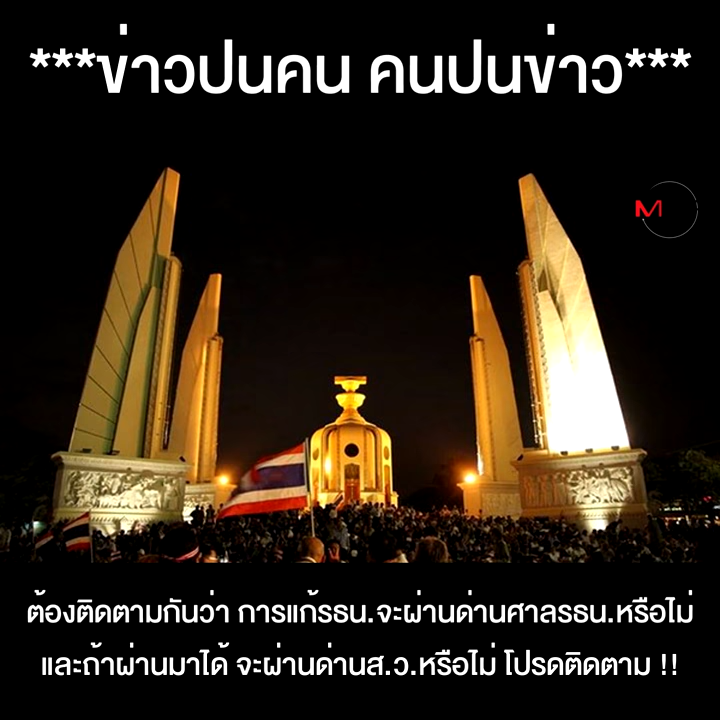 ***ข่าวปนคน คนปนข่าว***
M
ต้องติดตามกันว่า การแก้รธน.จะผ่านด่านศาลรธน.หรือไม่
และถ้าผ่านมาได้ จะผ่านด่านส.ว.หรือไม่ โปรดติดตาม !!